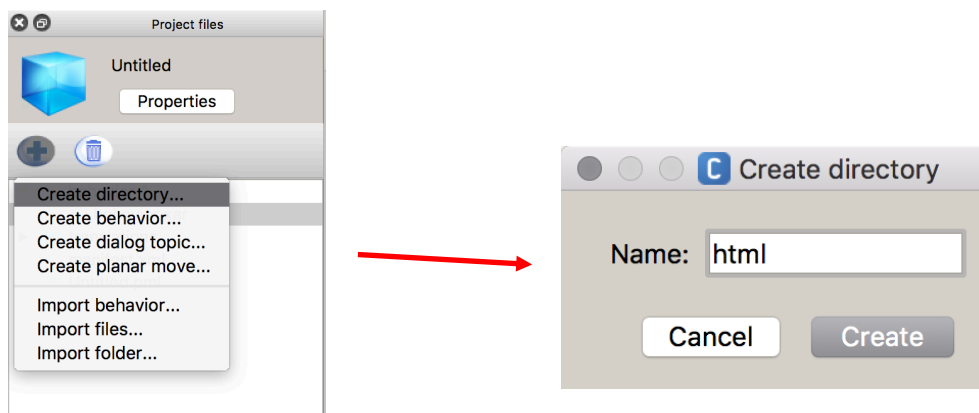 Project files
Untitled
Properties
Create directory...
Create behavior...
Create dialog topic...
Create planar move...
Import behavior...
Import files...
Import folder...
C Create directory
Name: html
Cancel Create